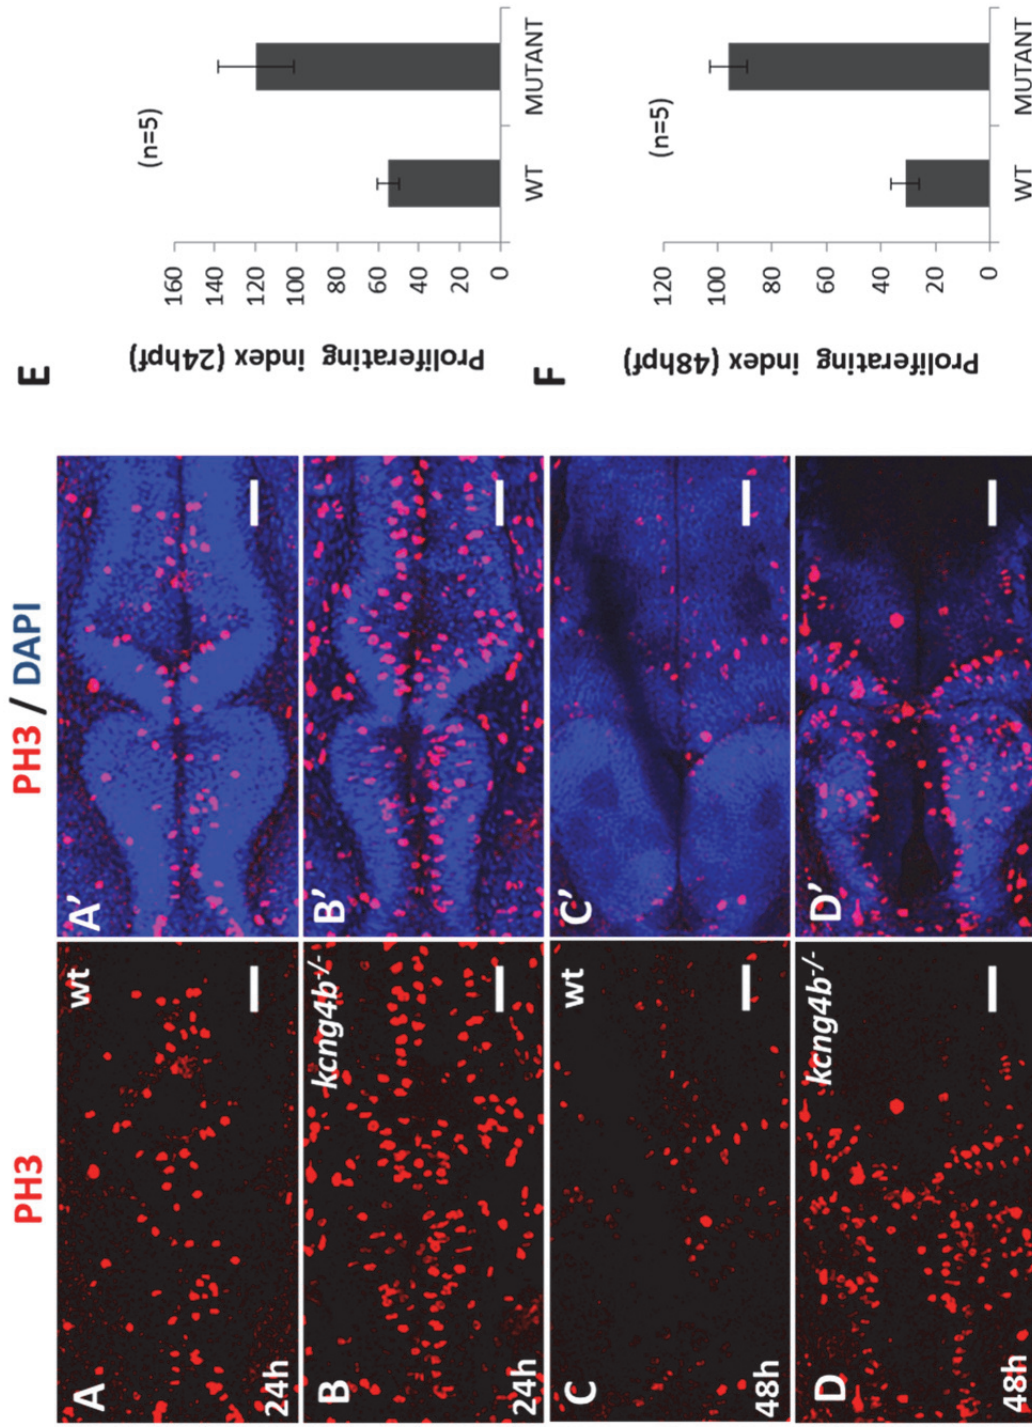 PH3
PH3 / DAPI
A
wt
24h
A'
B
kcng4b-/-
24h
B'
C
wt
48h
C'
D
kcng4b-/-
48h
D'
E
Proliferating index (24hpf)
160
140
120
100
80
60
40
20
0
(n=5)
WT
MUTANT
F
Proliferating index (48hpf)
120
100
80
60
40
20
0
(n=5)
WT
MUTANT